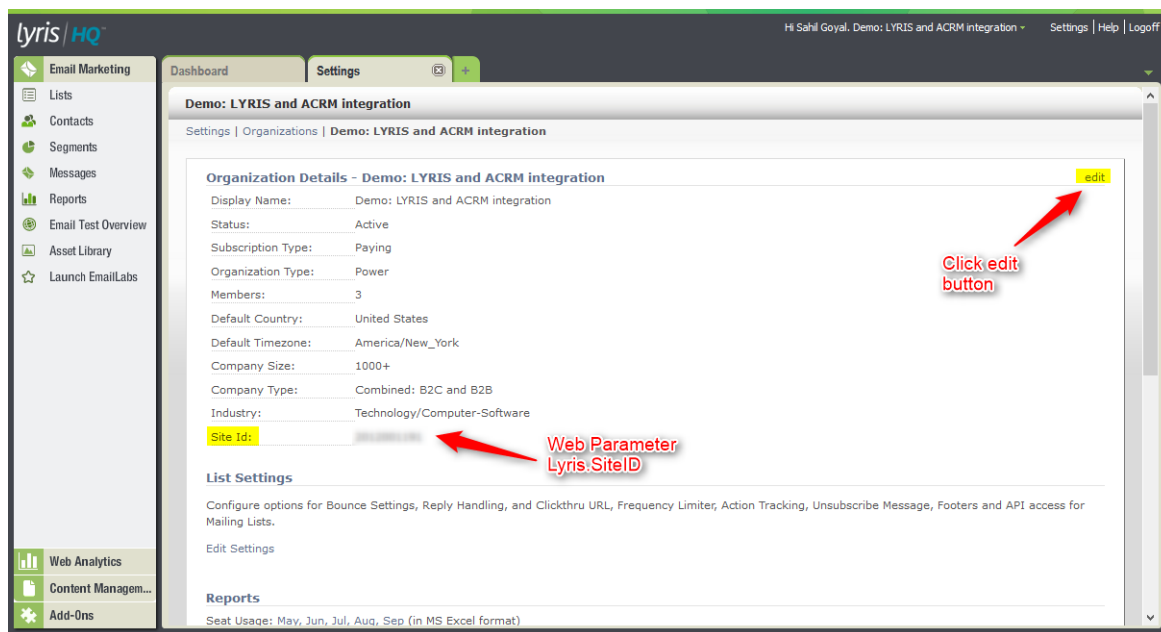 lyris HQ
Hi Sahil Goyal. Demo: LYRIS and ACRM integration
Settings | Help | Logoff
Email Marketing
Lists
Contacts
Segments
Messages
Reports
Email Test Overview
Asset Library
Launch EmailLabs
Web Analytics
Content Managem...
Add-Ons
Dashboard
Settings
+
Demo: LYRIS and ACRM integration
Settings | Organizations | Demo: LYRIS and ACRM integration
Organization Details - Demo: LYRIS and ACRM integration
edit
Display Name: Demo: LYRIS and ACRM integration
Status: Active
Subscription Type: Paying
Organization Type: Power
Members: 3
Default Country: United States
Default Timezone: America/New_York
Company Size: 1000+
Company Type: Combined: B2C and B2B
Industry: Technology/Computer-Software
Site Id:
Click edit
button
Web Parameter
Lyris.SiteID
List Settings
Configure options for Bounce Settings, Reply Handling, and Clickthru URL, Frequency Limiter, Action Tracking, Unsubscribe Message, Footers and API access for
Mailing Lists.
Edit Settings
Reports
Seat Usage: May, Jun, Jul, Aug, Sep (in MS Excel format)